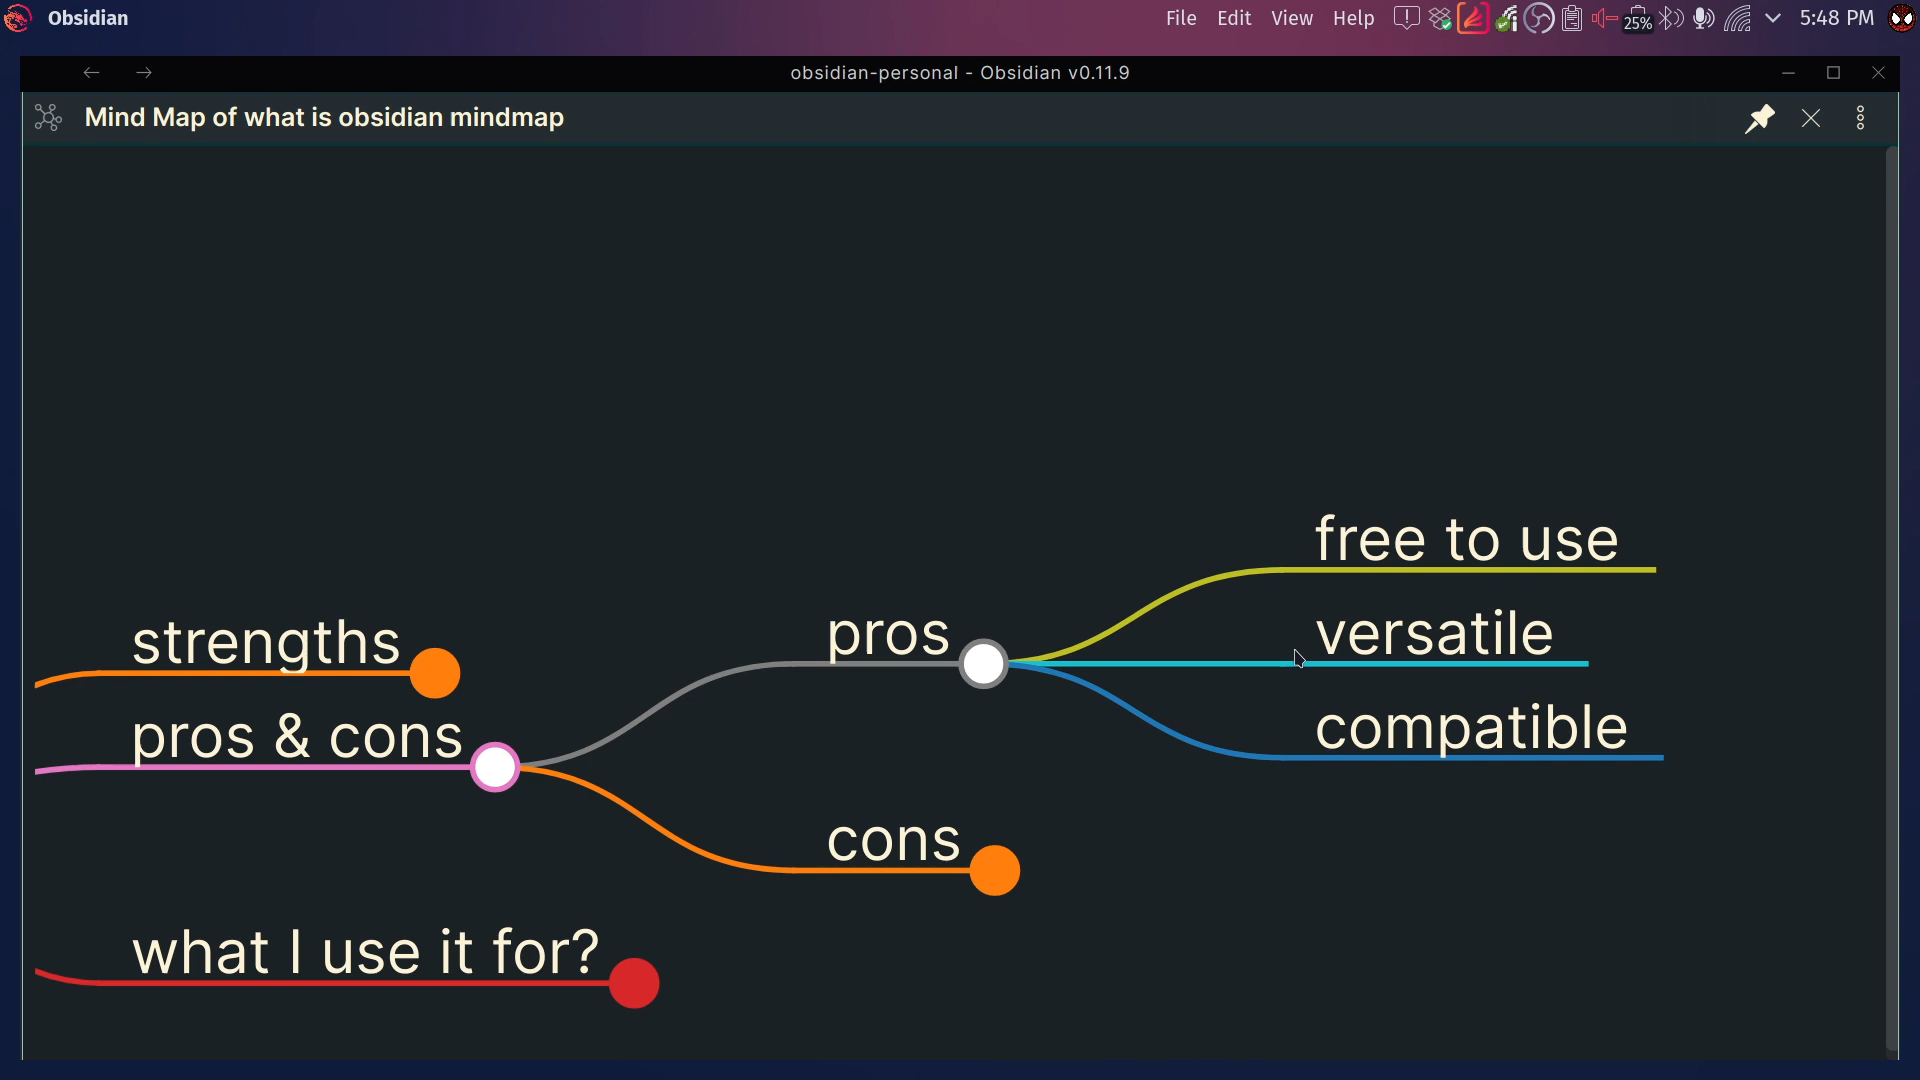 Obsidian
File Edit View Help 25% 5:48 PM
obsidian-personal - Obsidian v0.11.9
Mind Map of what is obsidian mindmap
free to use
strengths
pros
versatile
pros & cons
compatible
cons
what I use it for?